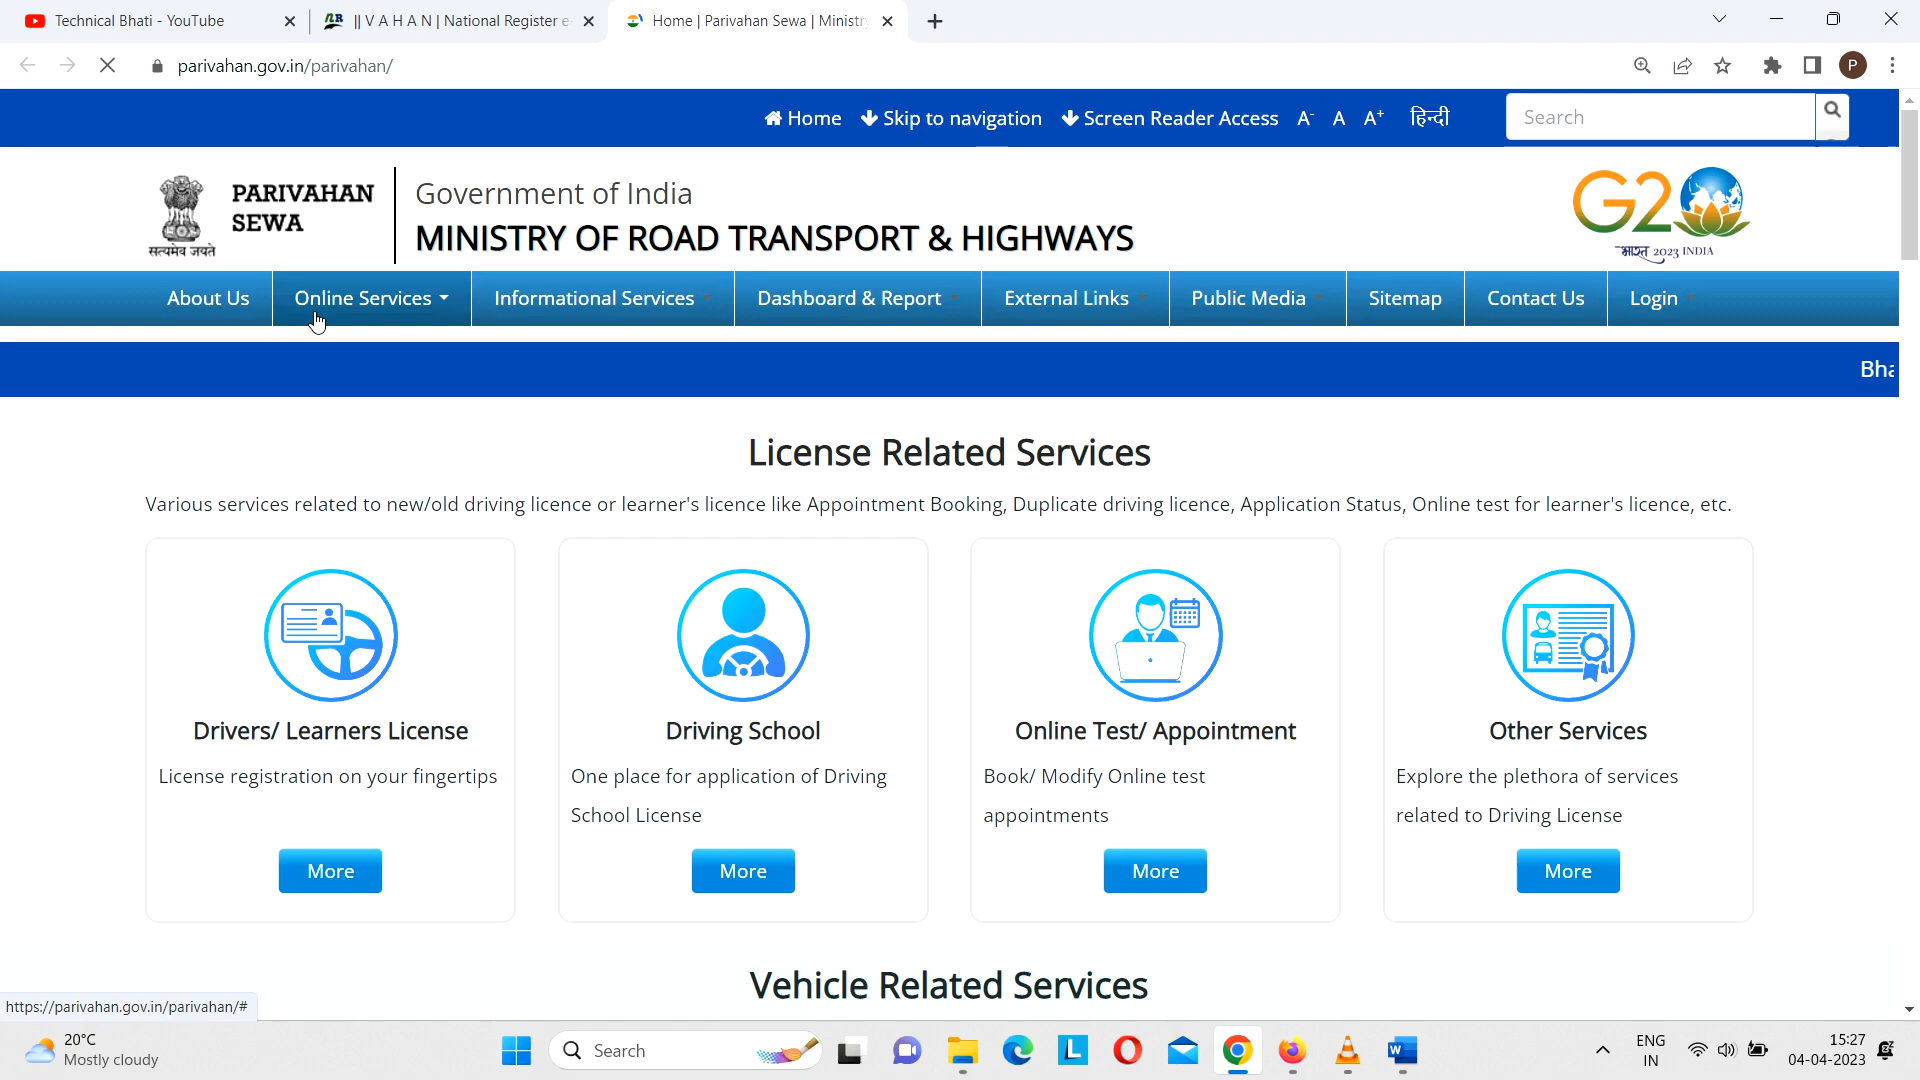 Technical Bhati - YouTube
|| V A H A N | National Register e-
Home | Parivahan Sewa | Ministr
parivahan.gov.in/parivahan/
P
Home Skip to navigation Screen Reader Access A- A A+ हिन्दी Search
PARIVAHAN
SEWA
सत्यमेव जयते
Government of India
MINISTRY OF ROAD TRANSPORT & HIGHWAYS
G20
भारत 2023 INDIA
About Us Online Services Informational Services Dashboard & Report External Links Public Media Sitemap Contact Us Login
Bha
License Related Services
Various services related to new/old driving licence or learner's licence like Appointment Booking, Duplicate driving licence, Application Status, Online test for learner's licence, etc.
Drivers/ Learners License
License registration on your fingertips
More
Driving School
One place for application of Driving
School License
More
Online Test/ Appointment
Book/ Modify Online test
appointments
More
Other Services
Explore the plethora of services
related to Driving License
More
Vehicle Related Services
https://parivahan.gov.in/parivahan/#
20°C
Mostly cloudy
Search
L
W
ENG
IN
15:27
04-04-2023